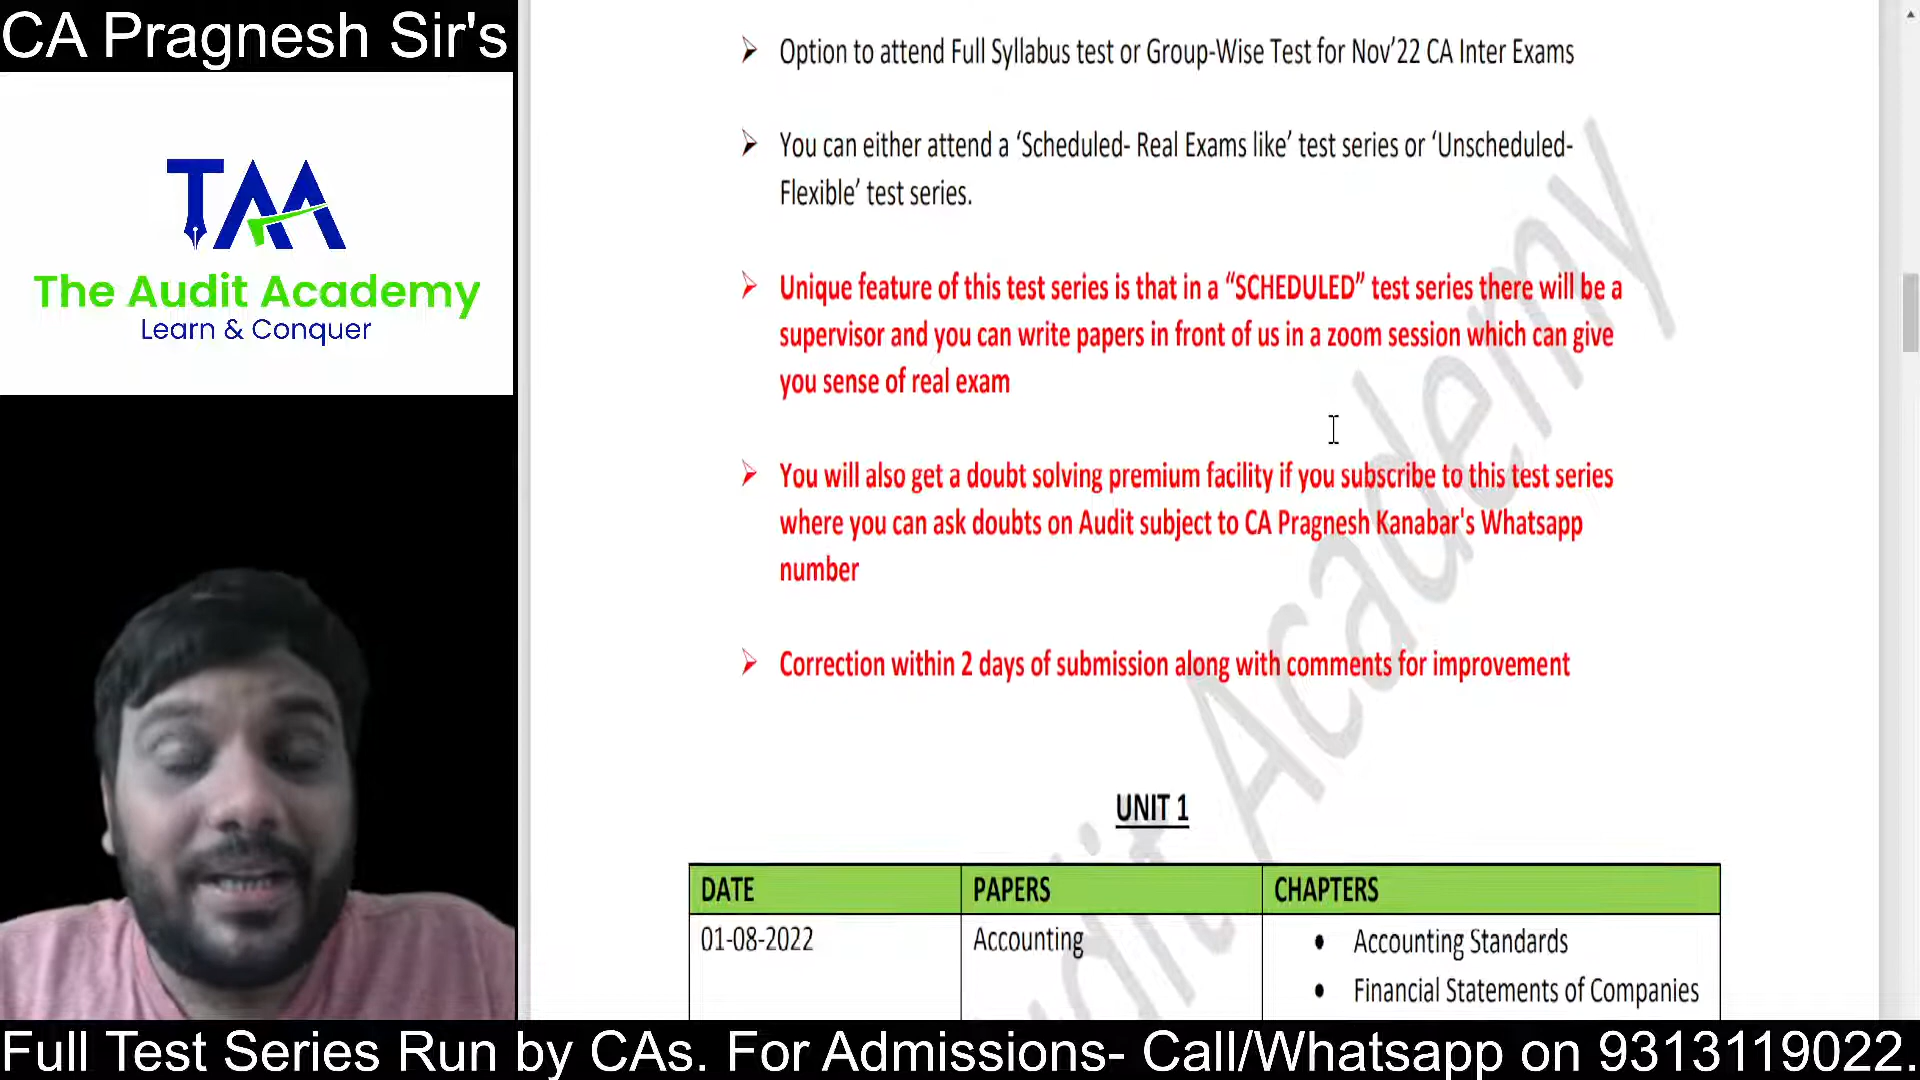 CA Pragnesh Sir's
TAA
The Audit Academy
Learn & Conquer
➢ Option to attend Full Syllabus test or Group-Wise Test for Nov’22 CA Inter Exams
➢ You can either attend a ‘Scheduled- Real Exams like’ test series or ‘Unscheduled-
Flexible’ test series.
➢ Unique feature of this test series is that in a “SCHEDULED” test series there will be a
supervisor and you can write papers in front of us in a zoom session which can give
you sense of real exam
➢ You will also get a doubt solving premium facility if you subscribe to this test series
where you can ask doubts on Audit subject to CA Pragnesh Kanabar's Whatsapp
number
➢ Correction within 2 days of submission along with comments for improvement
UNIT 1
DATE PAPERS CHAPTERS
01-08-2022 Accounting • Accounting Standards
• Financial Statements of Companies
Audit Academy
Full Test Series Run by CAs. For Admissions- Call/Whatsapp on 9313119022.